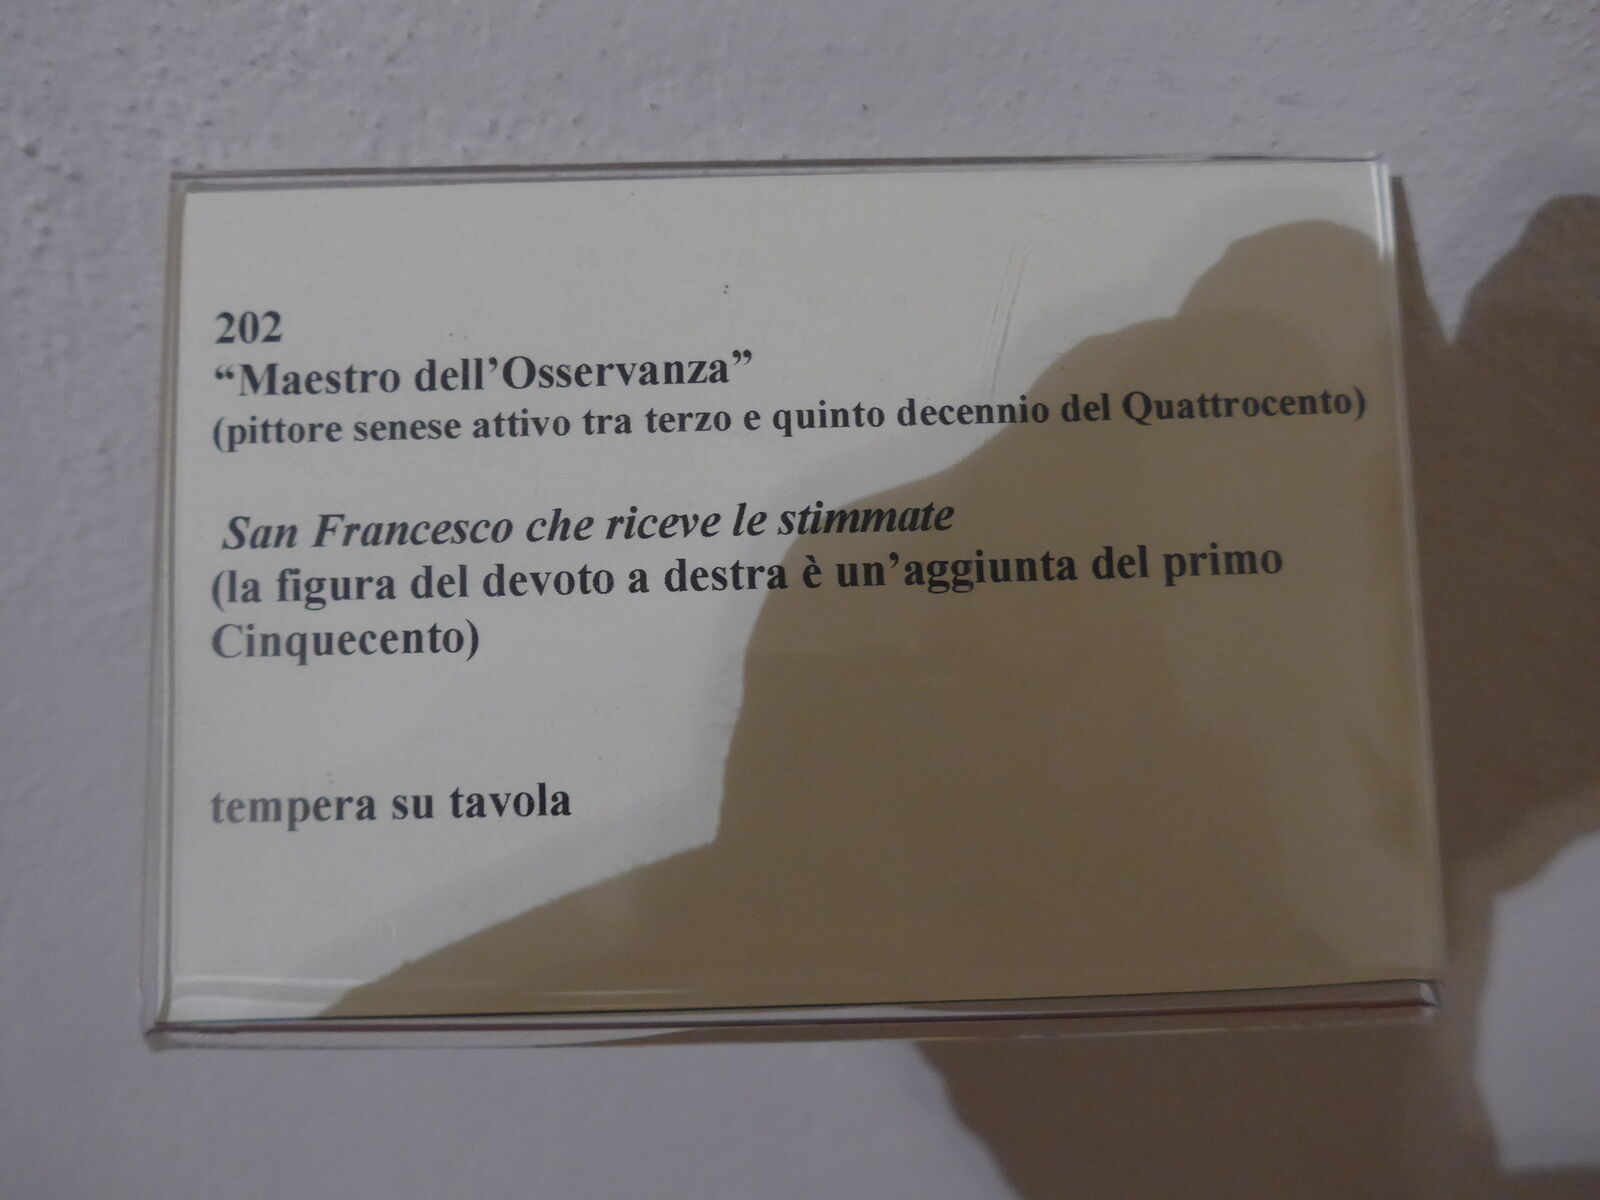 202
“Maestro dell’Osservanza”
(pittore senese attivo tra terzo e quinto decennio del Quattrocento)
San Francesco che riceve le stimmate
(la figura del devoto a destra è un’aggiunta del primo
Cinquecento)
tempera su tavola